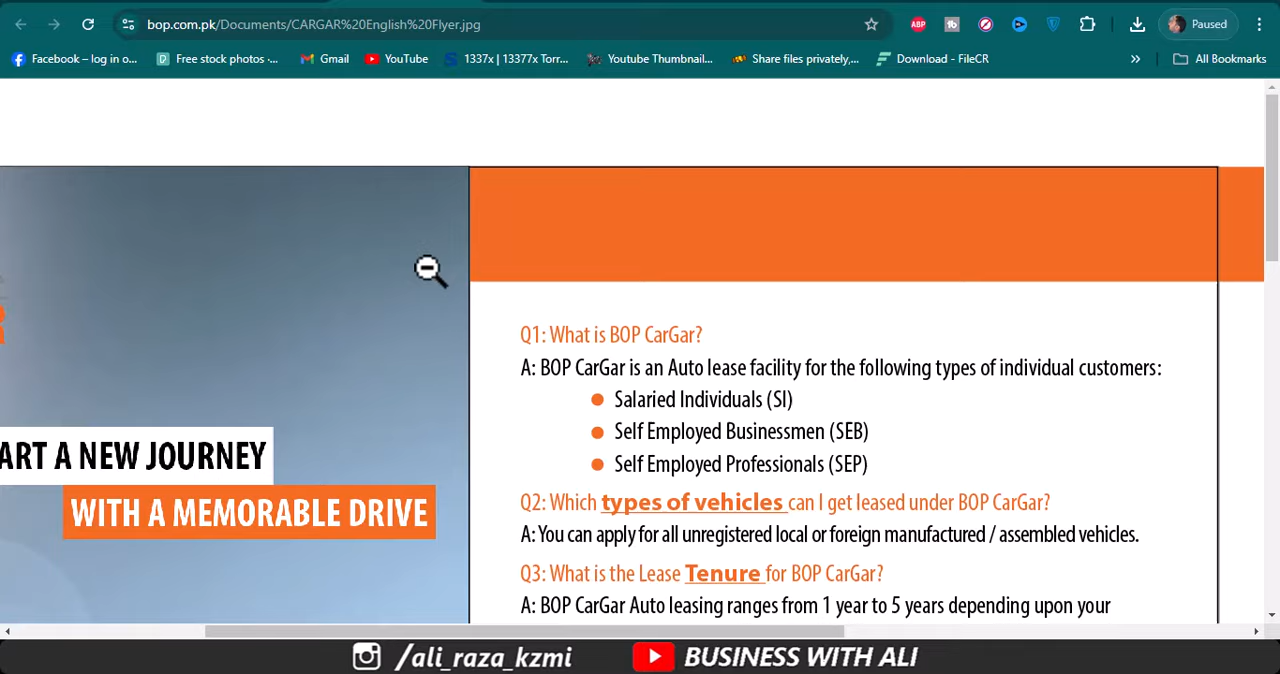 bop.com.pk/Documents/CARGAR%20English%20Flyer.jpg
ABP
Paused
Facebook – log in o...
Free stock photos ·...
Gmail
YouTube
1337x | 13377x Torr...
Youtube Thumbnail...
Share files privately,...
Download - FileCR
All Bookmarks
Q1: What is BOP CarGar?
A: BOP CarGar is an Auto lease facility for the following types of individual customers:
Salaried Individuals (SI)
Self Employed Businessmen (SEB)
Self Employed Professionals (SEP)
Q2: Which types of vehicles can I get leased under BOP CarGar?
A: You can apply for all unregistered local or foreign manufactured / assembled vehicles.
Q3: What is the Lease Tenure for BOP CarGar?
A: BOP CarGar Auto leasing ranges from 1 year to 5 years depending upon your
ART A NEW JOURNEY
WITH A MEMORABLE DRIVE
/ali_raza_kzmi
BUSINESS WITH ALI